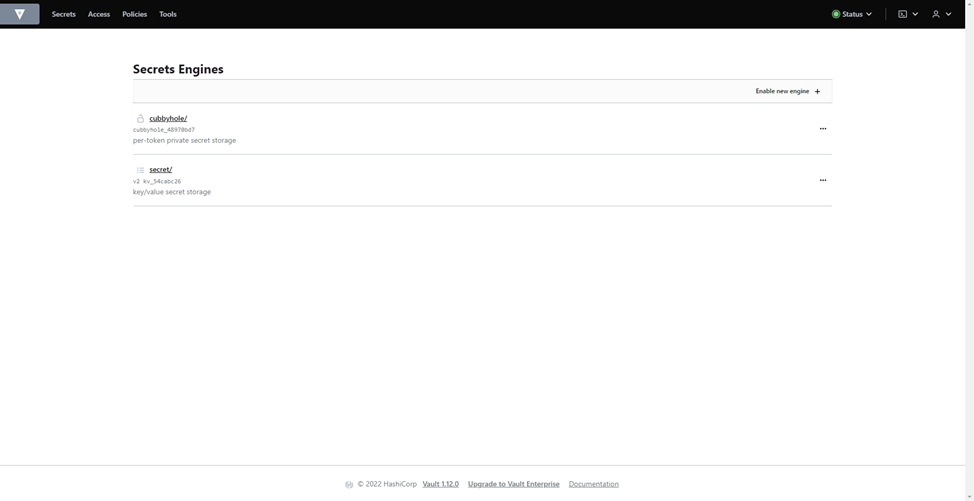 Secrets Access Policies Tools Status
Secrets Engines
Enable new engine
cubbyhole/
cubbyhole_48970bd7
per-token private secret storage
secret/
v2 kv_54cabc26
key/value secret storage
© 2022 HashiCorp Vault 1.12.0 Upgrade to Vault Enterprise Documentation